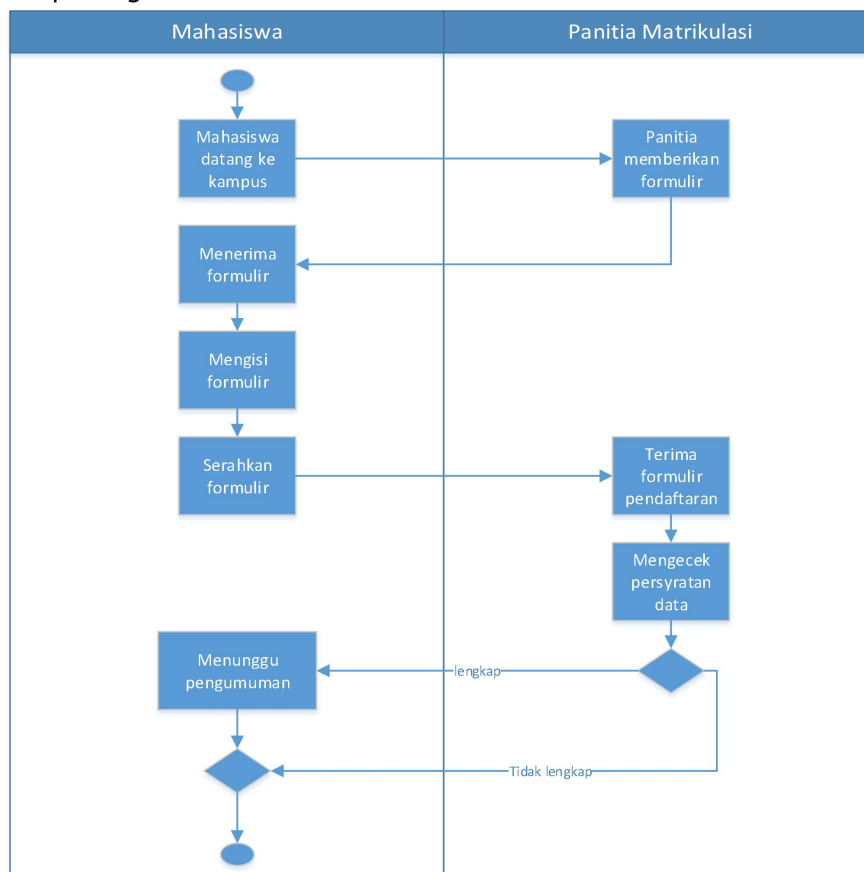 Mahasiswa
Panitia Matrikulasi
Mahasiswa
datang ke
kampus
Panitia
memberikan
formulir
Menerima
formulir
Mengisi
formulir
Serahkan
formulir
Terima
formulir
pendaftaran
Mengecek
persyratan
data
Menunggu
pengumuman
lengkap
Tidak lengkap